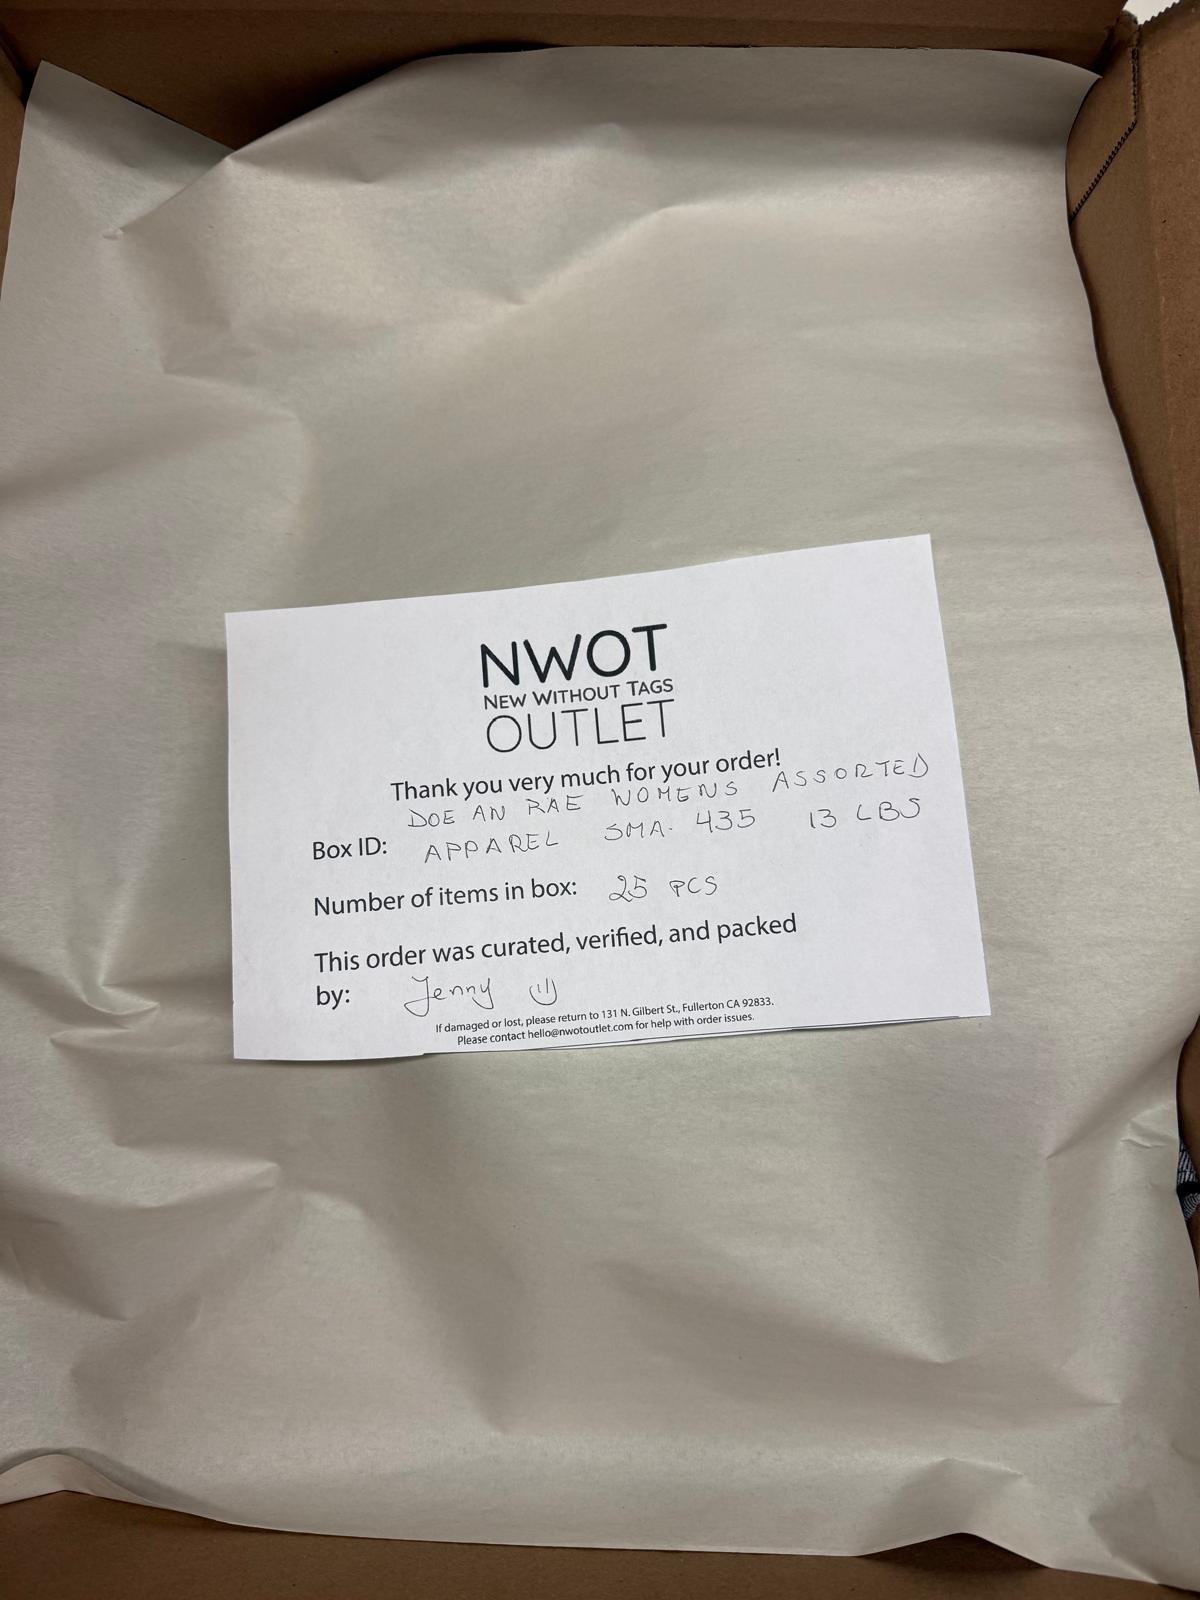 NWOT
NEW WITHOUT TAGS
OUTLET
Thank you very much for your order!
DOE AN RAE WOMENS ASSORTED
Box ID: APPAREL SMA. 435 13 LBS
Number of items in box: 25 PCS
This order was curated, verified, and packed
by: Jenny
If damaged or lost, please return to 131 N. Gilbert St., Fullerton CA 92833.
Please contact hello@nwotoutlet.com for help with order issues.